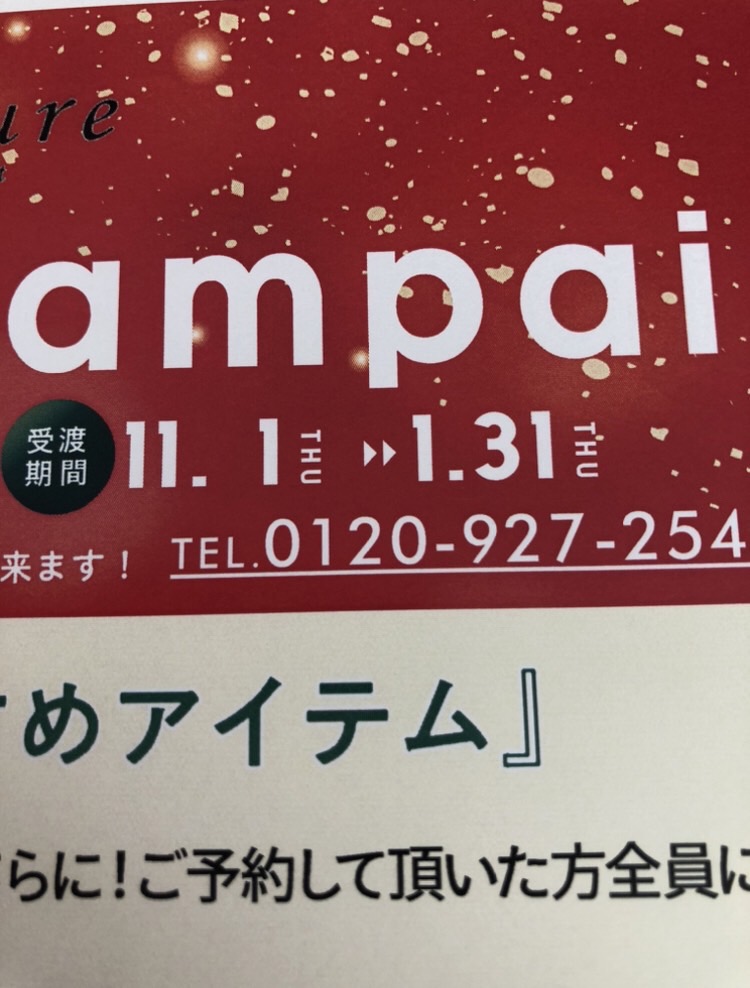 ure
ampai
受渡
期間
11. 1 THU ▸▸ 1.31 THU
来ます！ TEL.0120-927-254
めアイテム』
らに！ご予約して頂いた方全員に